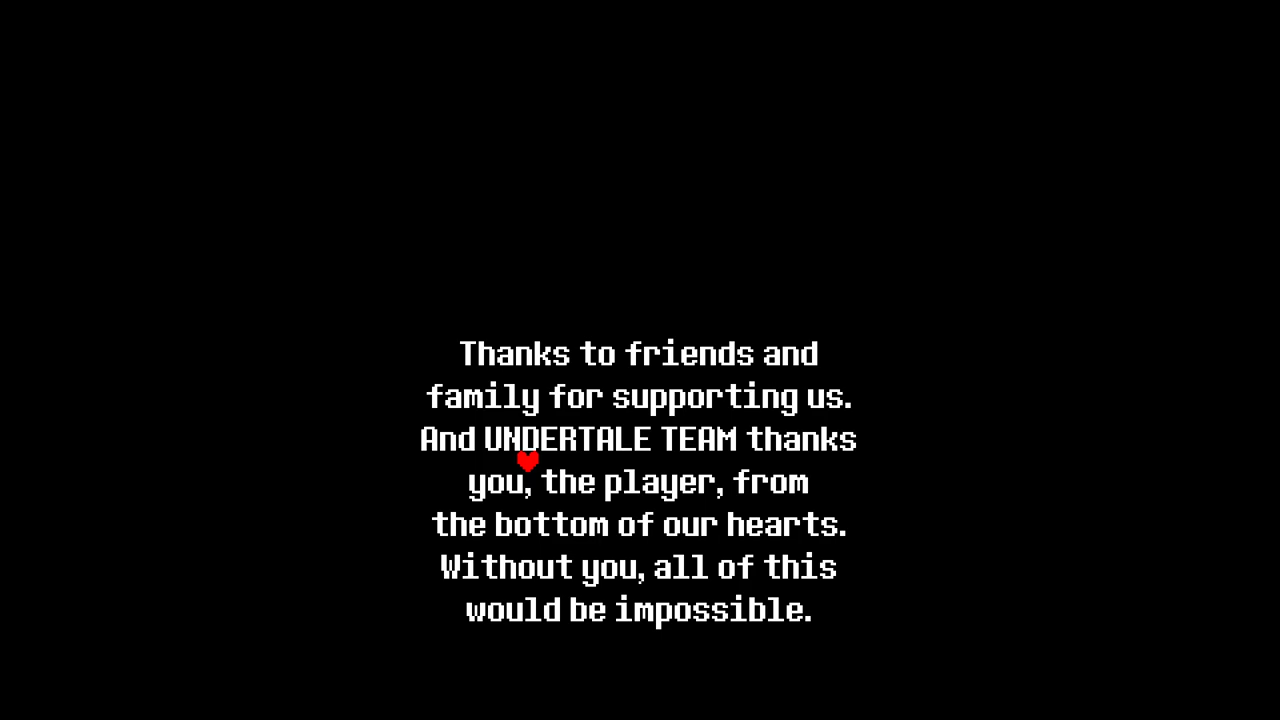 Thanks to friends and
family for supporting us.
And UNDERTALE TEAM thanks
you, the player, from
the bottom of our hearts.
Without you, all of this
would be impossible.